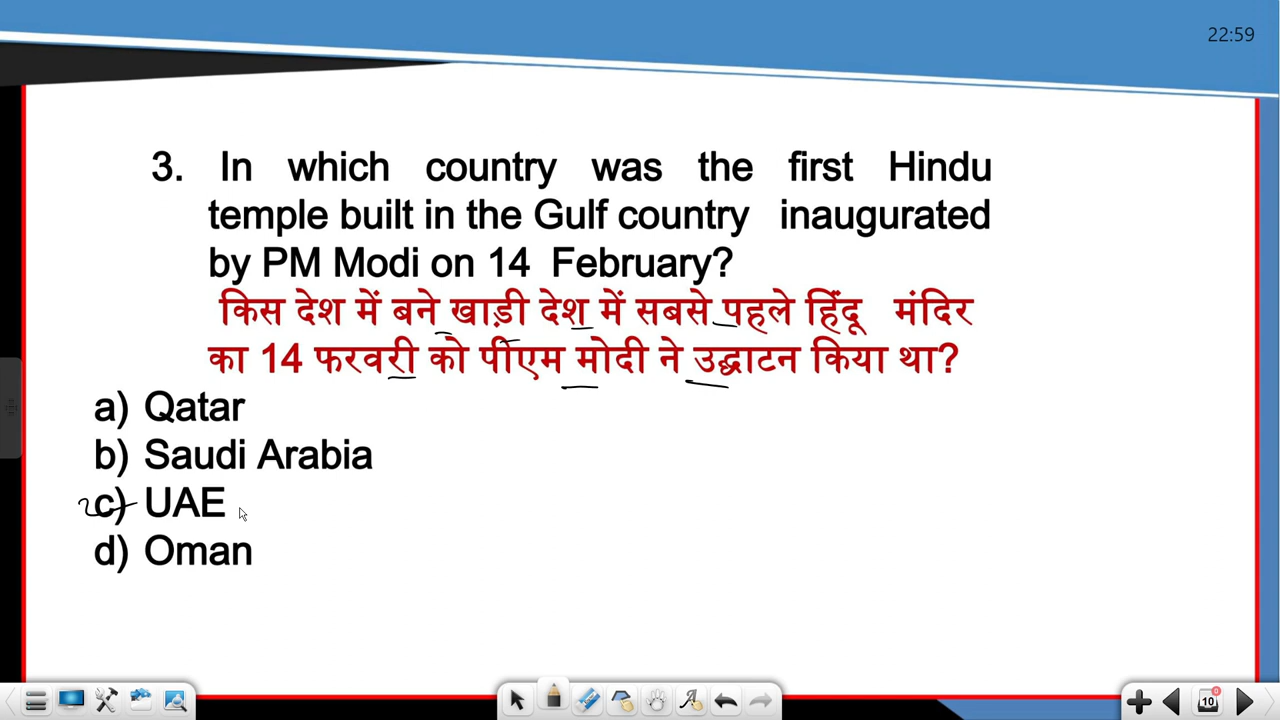 22:59
3. In which country was the first Hindu
temple built in the Gulf country inaugurated
by PM Modi on 14 February?
किस देश में बने खाड़ी देश में सबसे पहले हिंदू मंदिर
का 14 फरवरी को पीएम मोदी ने उद्घाटन किया था?
a) Qatar
b) Saudi Arabia
c) UAE
d) Oman
10